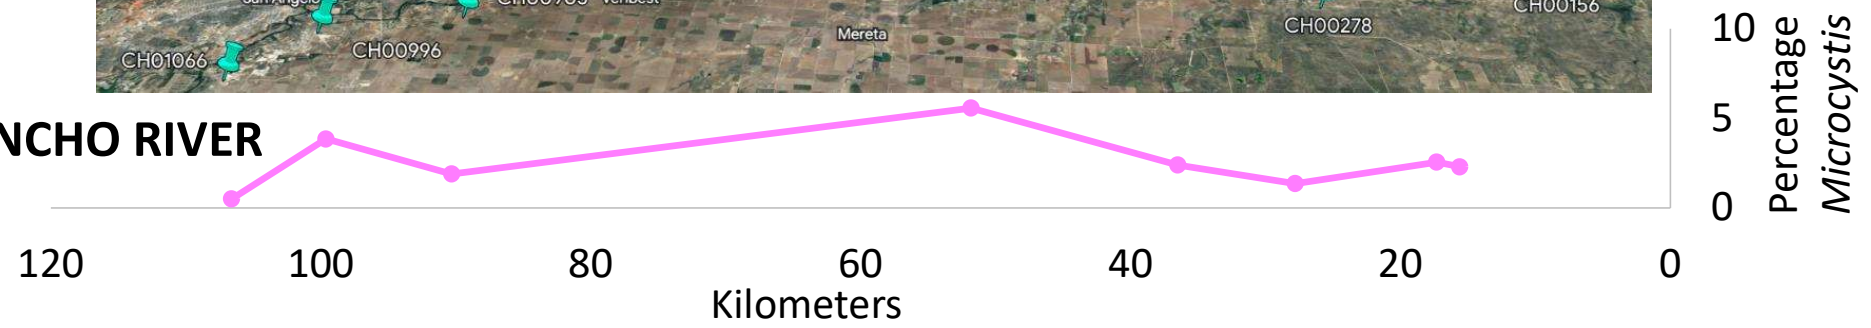 CH00156
CH00278
Mereta
CH00996
CH01066
NCHO RIVER
10
5
0
Percentage
Microcystis
120 100 80 60 40 20 0
Kilometers